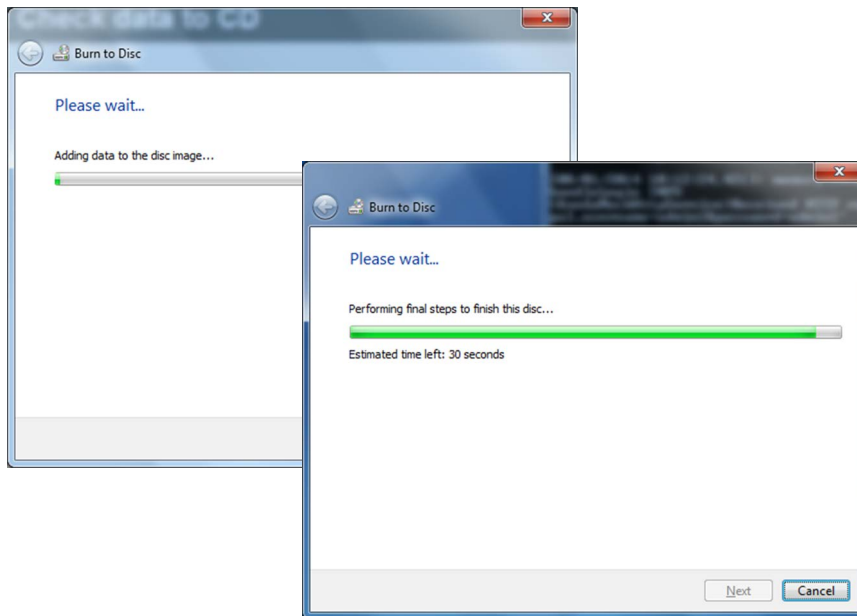 Check data to CD
Burn to Disc
Please wait...
Adding data to the disc image...
Burn to Disc
Please wait...
Performing final steps to finish this disc...
Estimated time left: 30 seconds
Next
Cancel